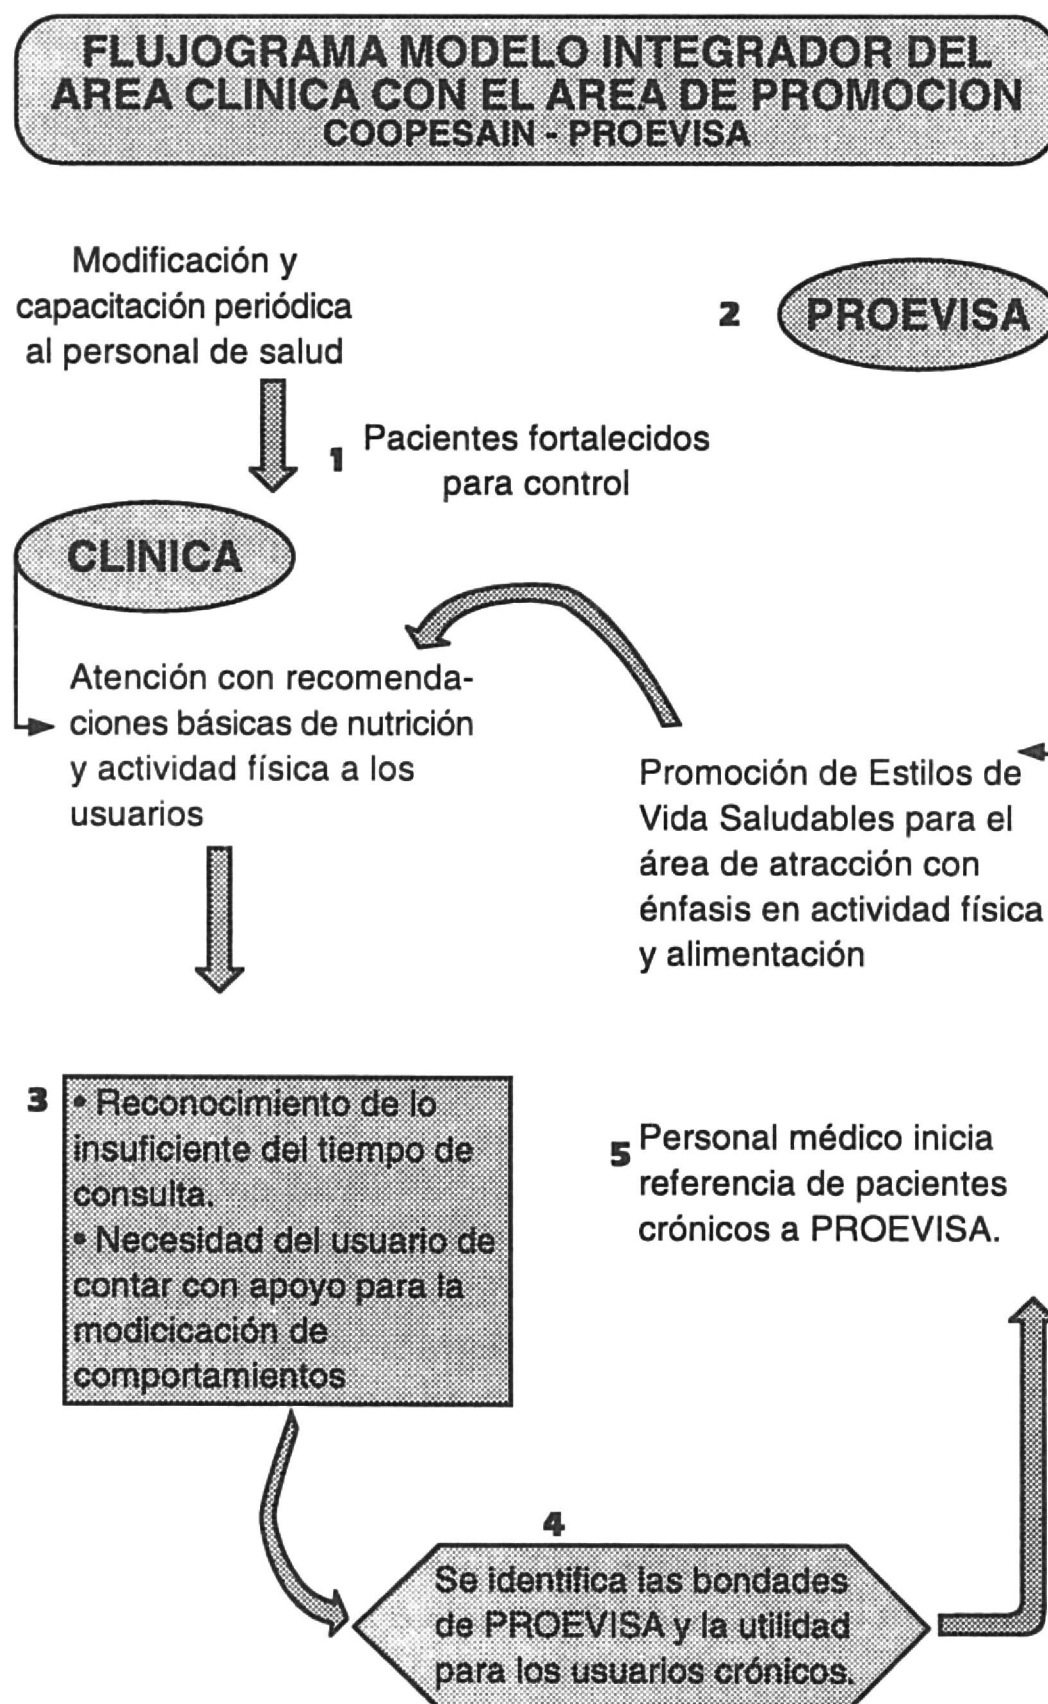 FLUJOGRAMA MODELO INTEGRADOR DEL
AREA CLINICA CON EL AREA DE PROMOCION
COOPESAIN - PROEVISA
Modificación y
capacitación periódica
al personal de salud
2
PROEVISA
1
Pacientes fortalecidos
para control
CLINICA
Atención con recomenda-
ciones básicas de nutrición
y actividad física a los
usuarios
Promoción de Estilos de
Vida Saludables para el
área de atracción con
énfasis en actividad física
y alimentación
3
• Reconocimiento de lo
insuficiente del tiempo de
consulta.
• Necesidad del usuario de
contar con apoyo para la
modicicación de
comportamientos
5
Personal médico inicia
referencia de pacientes
crónicos a PROEVISA.
4
Se identifica las bondades
de PROEVISA y la utilidad
para los usuarios crónicos.